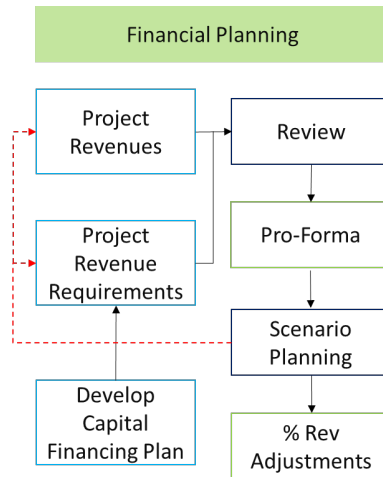 Financial Planning
Project
Revenues
Review
Project
Revenue
Requirements
Pro-Forma
Scenario
Planning
Develop
Capital
Financing Plan
% Rev
Adjustments